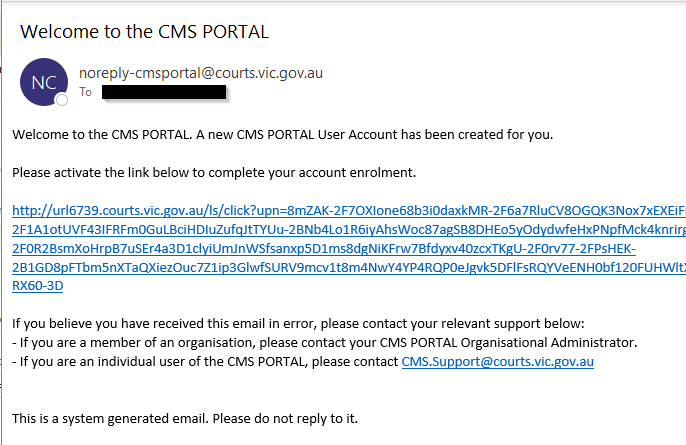 Welcome to the CMS PORTAL
NC
noreply-cmsportal@courts.vic.gov.au
To
Welcome to the CMS PORTAL. A new CMS PORTAL User Account has been created for you.
Please activate the link below to complete your account enrolment.
http://url6739.courts.vic.gov.au/ls/click?upn=8mZAK-2F7OXIone68b3i0daxkMR-2F6a7RluCV8OGQK3Nox7xEXEiFp
2F1A1otUVF43IFRFm0GuLBciHDIuZufqJtTYUu-2BNb4Lo1R6iyAhsWoc87agSB8DHEo5yOdydwfeHxPNpfMck4knrirg
2F0R2BsmXoHrpB7uSEr4a3D1clyiUmJnWSfsanxp5D1ms8dgNiKFrw7Bfdyxv40zcxTKgU-2F0rv77-2FPsHEK-
2B1GD8pFTbm5nXTaQXiezOuc7Z1ip3GlwfSURV9mcv1t8m4NwY4YP4RQP0eJgvk5DFlFsRQYVeENH0bf120FUHWltX
RX60-3D
If you believe you have received this email in error, please contact your relevant support below:
- If you are a member of an organisation, please contact your CMS PORTAL Organisational Administrator.
- If you are an individual user of the CMS PORTAL, please contact CMS.Support@courts.vic.gov.au
This is a system generated email. Please do not reply to it.